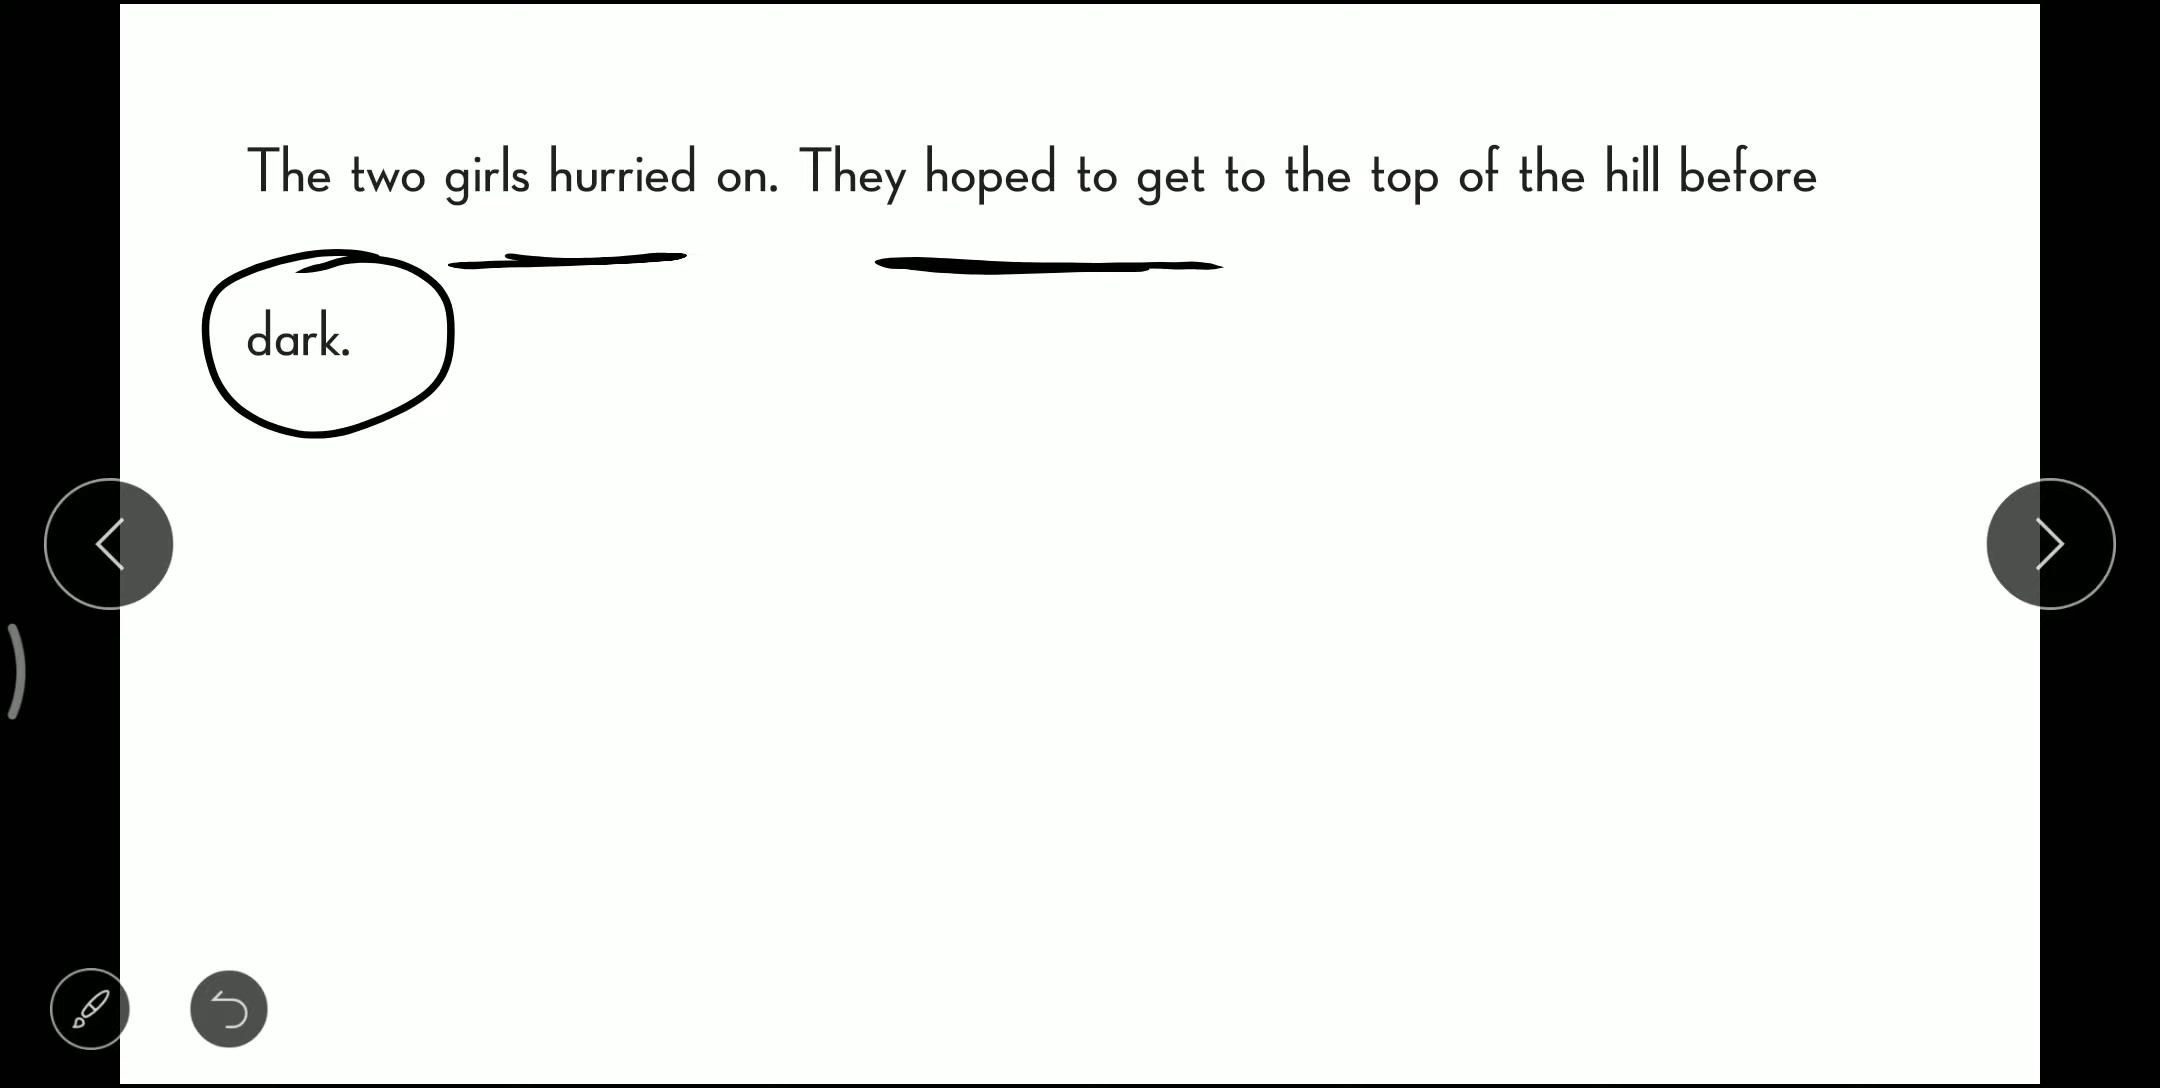 The two girls hurried on. They hoped to get to the top of the hill before
dark.